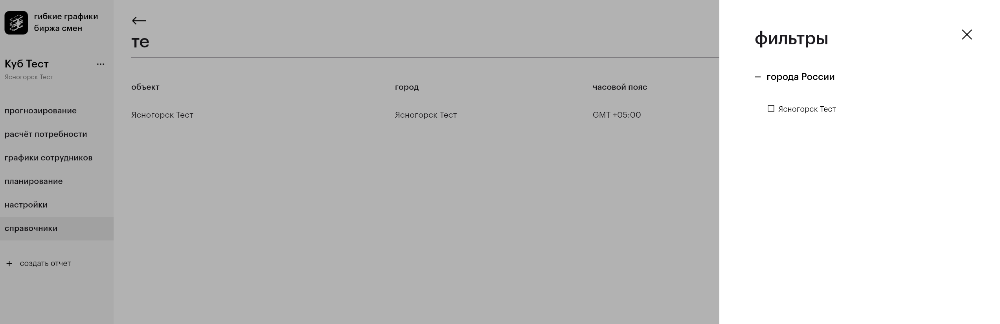 гибкие графики
биржа смен
Куб Тест
Ясногорск Тест
прогнозирование
расчёт потребности
графики сотрудников
планирование
настройки
справочники
+ создать отчет
те
объект город часовой пояс
Ясногорск Тест Ясногорск Тест GMT +05:00
фильтры
города России
Ясногорск Тест